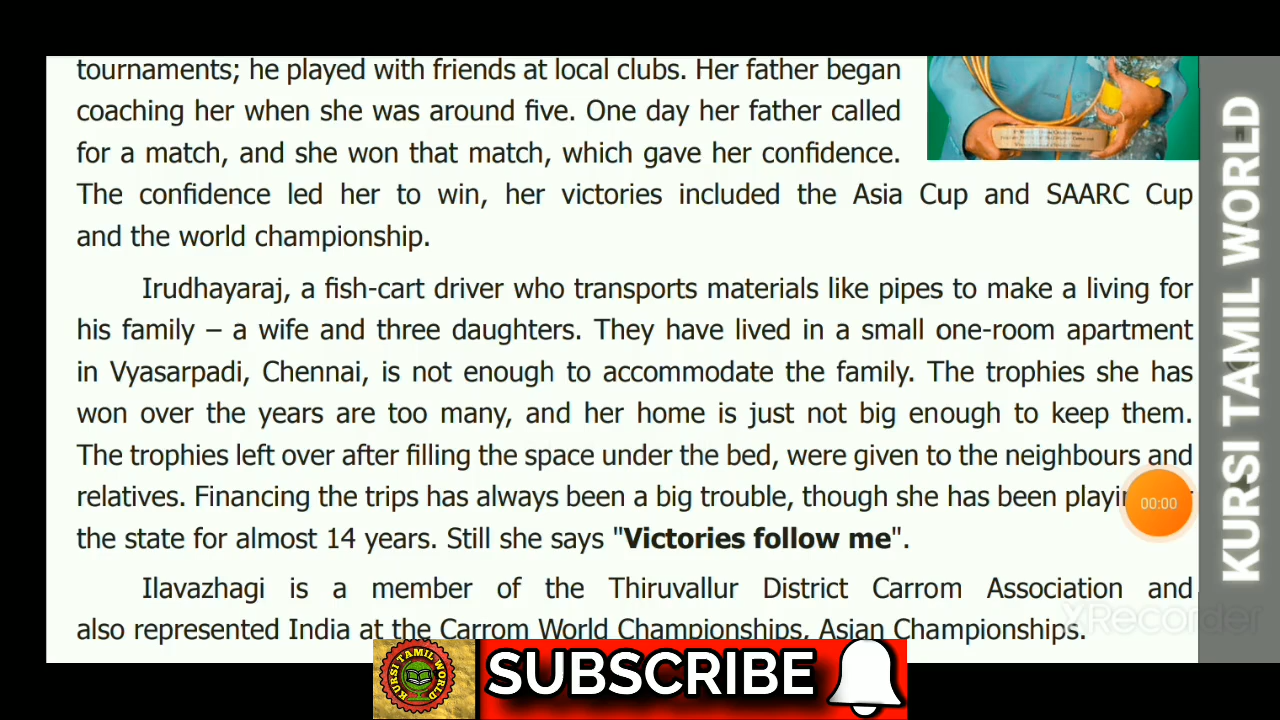 tournaments; he played with friends at local clubs. Her father began
coaching her when she was around five. One day her father called
for a match, and she won that match, which gave her confidence.
The confidence led her to win, her victories included the Asia Cup and SAARC Cup
and the world championship.
Irudhayaraj, a fish-cart driver who transports materials like pipes to make a living for
his family – a wife and three daughters. They have lived in a small one-room apartment
in Vyasarpadi, Chennai, is not enough to accommodate the family. The trophies she has
won over the years are too many, and her home is just not big enough to keep them.
The trophies left over after filling the space under the bed, were given to the neighbours and
relatives. Financing the trips has always been a big trouble, though she has been
the state for almost 14 years. Still she says "Victories follow me".
Ilavazhagi is a member of the Thiruvallur District Carrom Association and
also represented India at the Carrom World Championships, Asian Championships.
00:00
KURSI TAMIL WORLD
XRecorder
KURSI TAMIL WORLD
SUBSCRIBE